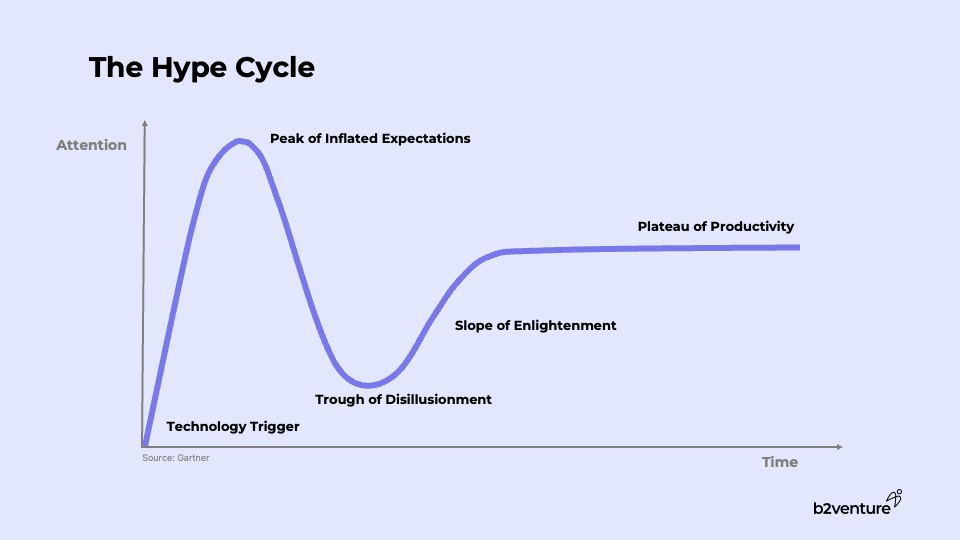 The Hype Cycle
Attention
Peak of Inflated Expectations
Plateau of Productivity
Slope of Enlightenment
Trough of Disillusionment
Technology Trigger
Source: Gartner
Time
b2venture